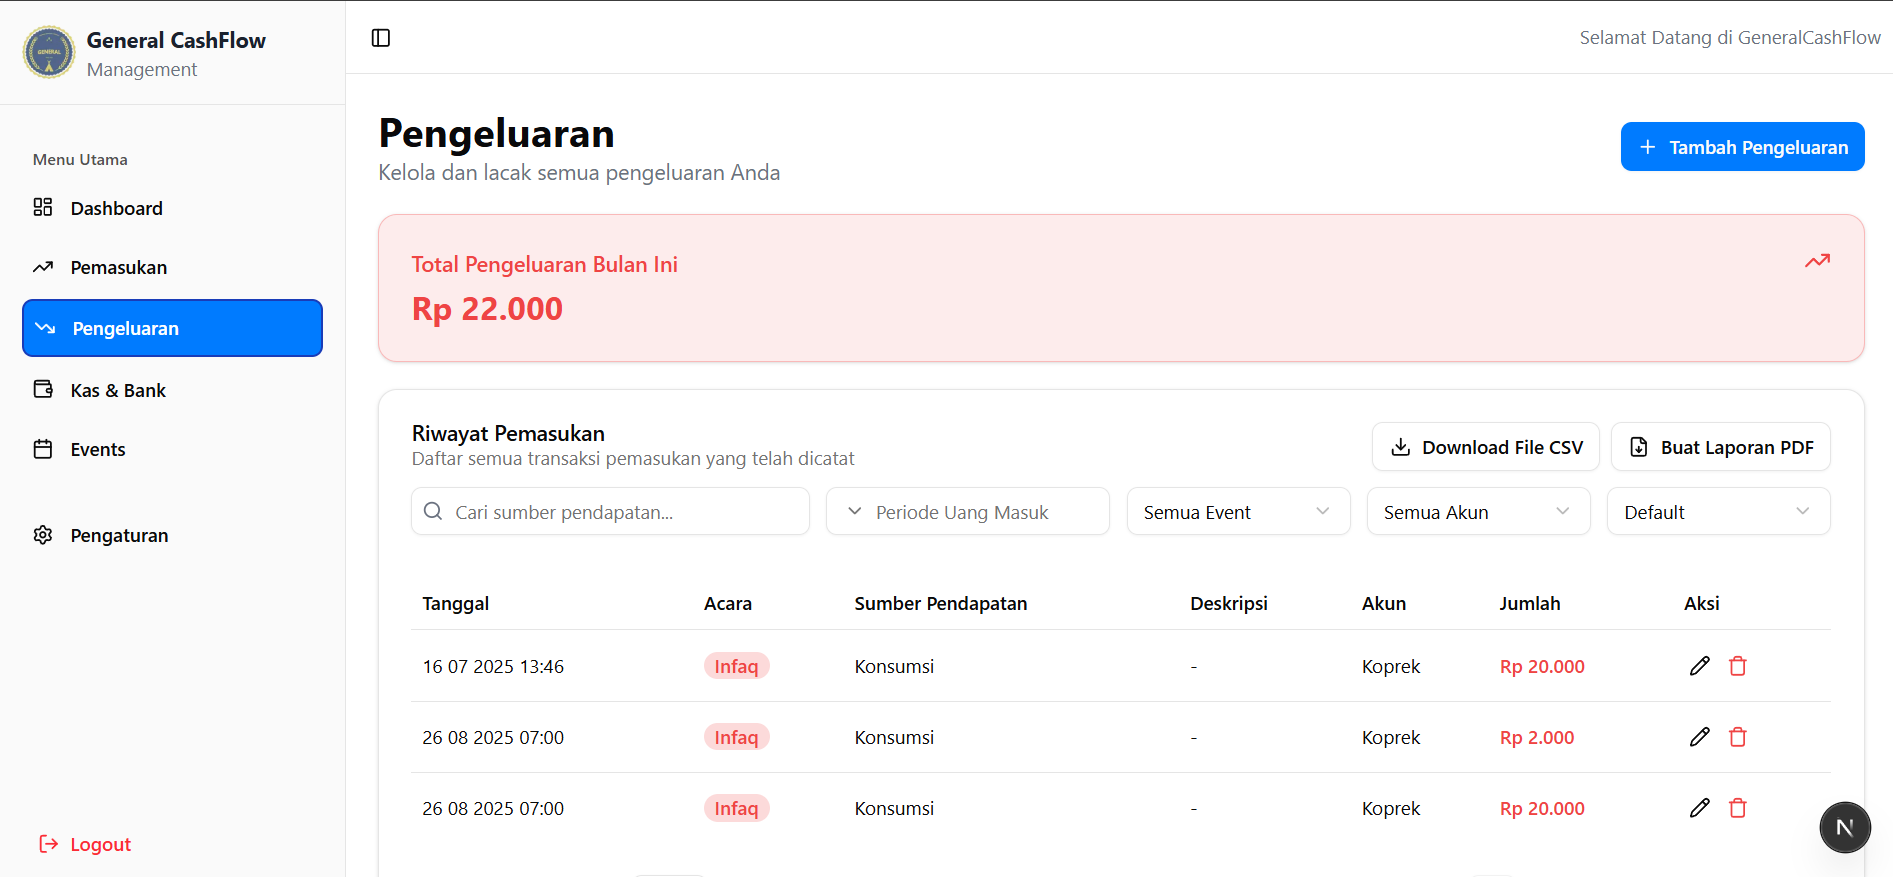 General CashFlow
Management
Selamat Datang di GeneralCashFlow
Menu Utama
Dashboard
Pemasukan
Pengeluaran
Kas & Bank
Events
Pengaturan
Logout
Pengeluaran
Kelola dan lacak semua pengeluaran Anda
Tambah Pengeluaran
Total Pengeluaran Bulan Ini
Rp 22.000
Riwayat Pemasukan
Daftar semua transaksi pemasukan yang telah dicatat
Download File CSV
Buat Laporan PDF
Cari sumber pendapatan...
Periode Uang Masuk
Semua Event
Semua Akun
Default
Tanggal Acara Sumber Pendapatan Deskripsi Akun Jumlah Aksi
16 07 2025 13:46 Infaq Konsumsi - Koprek Rp 20.000
26 08 2025 07:00 Infaq Konsumsi - Koprek Rp 2.000
26 08 2025 07:00 Infaq Konsumsi - Koprek Rp 20.000
N